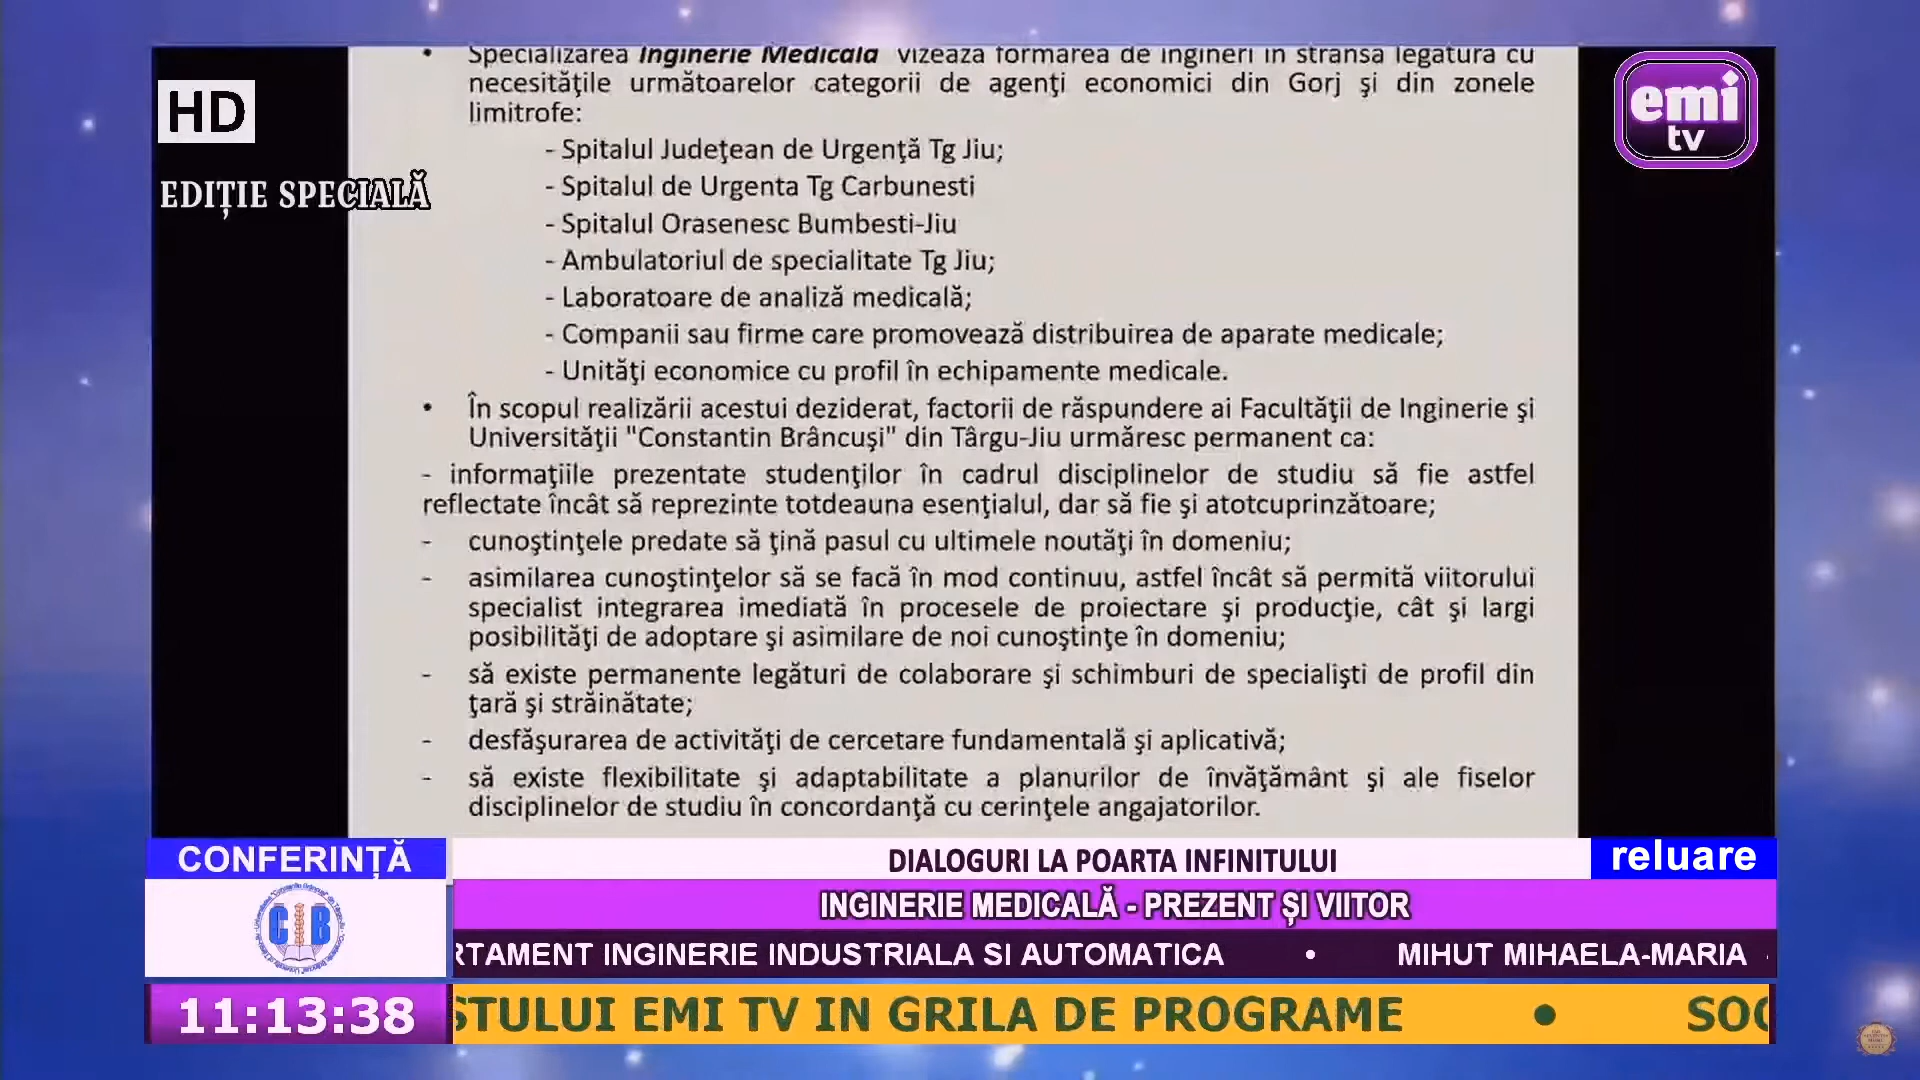 • Specializarea Inginerie Medicala vizeaza formarea de ingineri in stransa legatura cu
necesităţile următoarelor categorii de agenţi economici din Gorj şi din zonele
limitrofe:
- Spitalul Judeţean de Urgenţă Tg Jiu;
- Spitalul de Urgenta Tg Carbunesti
- Spitalul Orasenesc Bumbesti-Jiu
- Ambulatoriul de specialitate Tg Jiu;
- Laboratoare de analiză medicală;
- Companii sau firme care promovează distribuirea de aparate medicale;
- Unităţi economice cu profil în echipamente medicale.
• În scopul realizării acestui deziderat, factorii de răspundere ai Facultăţii de Inginerie şi
Universităţii "Constantin Brâncuşi" din Târgu-Jiu urmăresc permanent ca:
- informaţiile prezentate studenţilor în cadrul disciplinelor de studiu să fie astfel
reflectate încât să reprezinte totdeauna esenţialul, dar să fie şi atotcuprinzătoare;
- cunoştinţele predate să ţină pasul cu ultimele noutăţi în domeniu;
- asimilarea cunoştinţelor să se facă în mod continuu, astfel încât să permită viitorului
specialist integrarea imediată în procesele de proiectare şi producţie, cât şi largi
posibilităţi de adoptare şi asimilare de noi cunoştinţe în domeniu;
- să existe permanente legături de colaborare şi schimburi de specialişti de profil din
ţară şi străinătate;
- desfăşurarea de activităţi de cercetare fundamentală şi aplicativă;
- să existe flexibilitate şi adaptabilitate a planurilor de învăţământ şi ale fiselor
disciplinelor de studiu în concordanţă cu cerinţele angajatorilor.
HD
EDIȚIE SPECIALĂ
emi
tv
CONFERINȚĂ
DIALOGURI LA POARTA INFINITULUI
reluare
INGINERIE MEDICALĂ - PREZENT ȘI VIITOR
CIB
RTAMENT INGINERIE INDUSTRIALA SI AUTOMATICA • MIHUT MIHAELA-MARIA
11:13:38
STULUI EMI TV IN GRILA DE PROGRAME • SOC